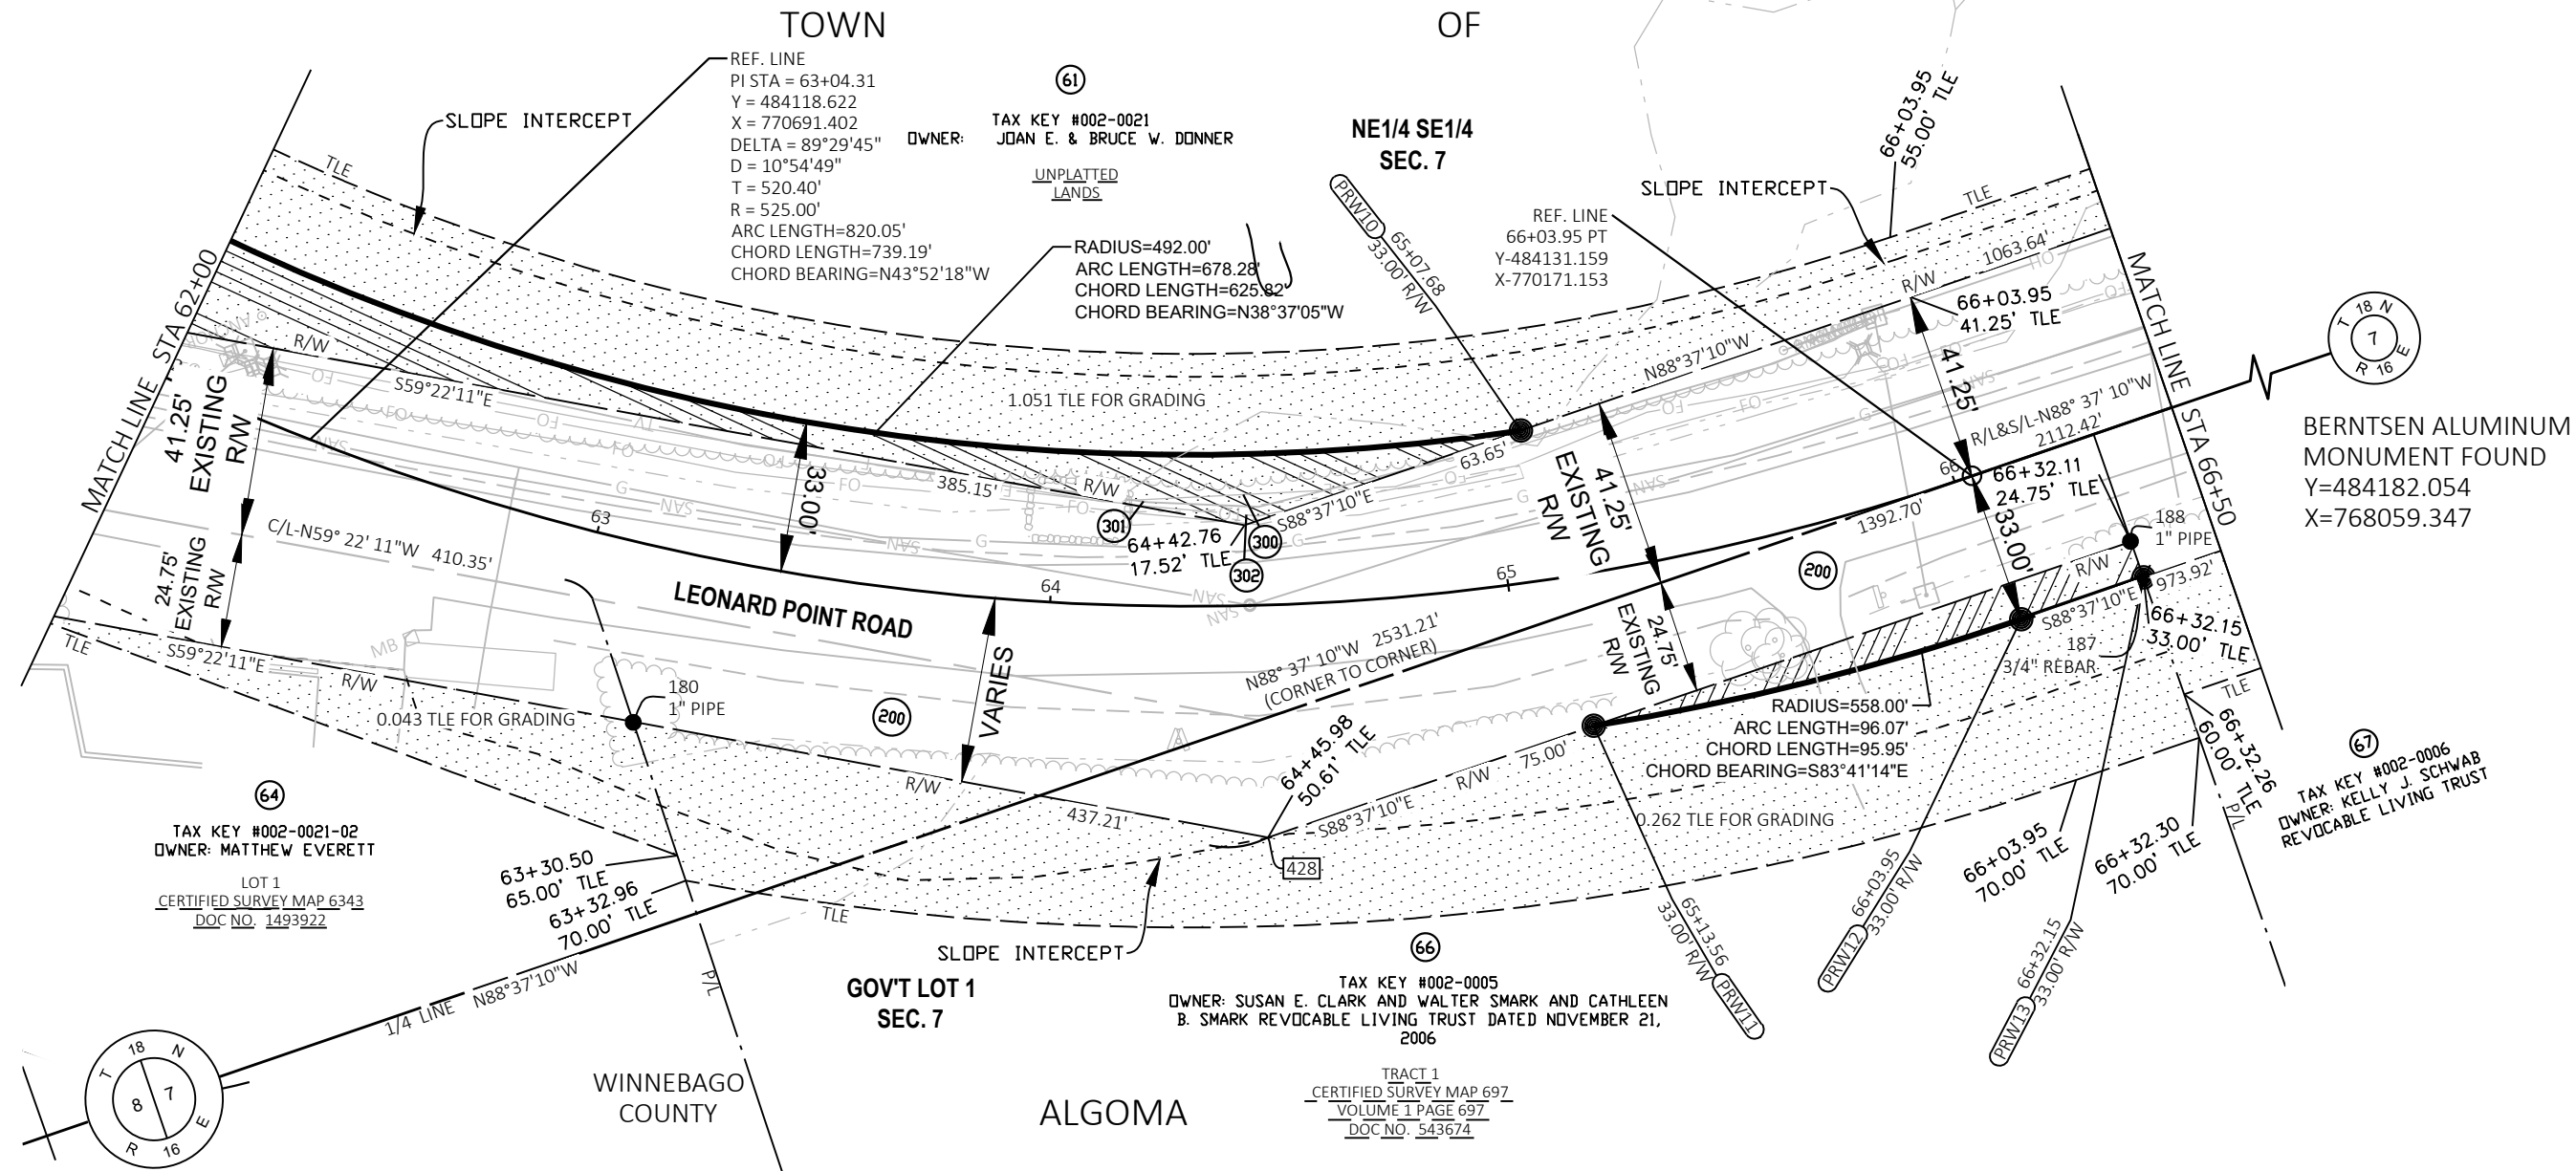 TOWN OF
REF. LINE
PI STA = 63+04.31
Y = 484118.622
X = 770691.402
DELTA = 89°29'45"
D = 10°54'49"
T = 520.40'
R = 525.00'
ARC LENGTH=820.05'
CHORD LENGTH=739.19'
CHORD BEARING=N43°52'18"W
SLOPE INTERCEPT
TLE
61
TAX KEY #002-0021
OWNER: JOAN E. & BRUCE W. DONNER
UNPLATTED
LANDS
NE1/4 SE1/4
SEC. 7
RADIUS=492.00'
ARC LENGTH=678.28'
CHORD LENGTH=625.82'
CHORD BEARING=N38°37'05"W
PRW10
65+07.68
33.00' R/W
REF. LINE
66+03.95 PT
Y-484131.159
X-770171.153
SLOPE INTERCEPT
66+03.95
55.00' TLE
TLE
1063.64'
R/W
66+03.95
41.25' TLE
41.25'
N88°37'10"W
MATCH LINE STA 66+50
T 18 N
7
R 16 E
BERNTSEN ALUMINUM
MONUMENT FOUND
Y=484182.054
X=768059.347
R/L&S/L-N88° 37' 10"W
2112.42'
MATCH LINE STA 62+00
R/W
S59°22'11"E
41.25'
EXISTING
R/W
1.051 TLE FOR GRADING
FO
FO
FO
FO
TV
SAN
G
SAN
33.00'
385.15'
R/W
63.65'
S88°37'10"E
301
300
302
64+42.76
17.52' TLE
41.25'
EXISTING
R/W
66
66+32.11
24.75' TLE
33.00'
188
1" PIPE
1392.70'
200
R/W
973.92'
S88°37'10"E
66+32.15
33.00' TLE
187
3/4" REBAR
63
64
65
C/L-N59° 22' 11"W 410.35'
24.75'
EXISTING
R/W
LEONARD POINT ROAD
VARIES
N88° 37' 10"W 2531.21'
(CORNER TO CORNER)
24.75'
EXISTING
R/W
MB
TLE
S59°22'11"E
R/W
180
1" PIPE
200
0.043 TLE FOR GRADING
RADIUS=558.00'
ARC LENGTH=96.07'
CHORD LENGTH=95.95'
CHORD BEARING=S83°41'14"E
TLE
66+32.26
60.00' TLE
64+45.98
50.61' TLE
R/W
75.00'
S88°37'10"E
R/W
437.21'
428
0.262 TLE FOR GRADING
64
TAX KEY #002-0021-02
OWNER: MATTHEW EVERETT
LOT 1
CERTIFIED SURVEY MAP 6343
DOC NO. 1493922
63+30.50
65.00' TLE
63+32.96
70.00' TLE
TLE
SLOPE INTERCEPT
66+03.95
70.00' TLE
66+32.30
70.00' TLE
P/L
67
TAX KEY #002-0006
OWNER: KELLY J. SCHWAB
REVOCABLE LIVING TRUST
65+13.56
33.00' R/W
PRW11
66+03.95
33.00' R/W
PRW12
66+32.15
33.00' R/W
PRW13
66
TAX KEY #002-0005
OWNER: SUSAN E. CLARK AND WALTER SMARK AND CATHLEEN
B. SMARK REVOCABLE LIVING TRUST DATED NOVEMBER 21,
2006
TRACT 1
CERTIFIED SURVEY MAP 697
VOLUME 1 PAGE 697
DOC NO. 543674
GOV'T LOT 1
SEC. 7
P/L
1/4 LINE N88°37'10"W
T 18 N
8 7
R 16 E
WINNEBAGO
COUNTY
ALGOMA